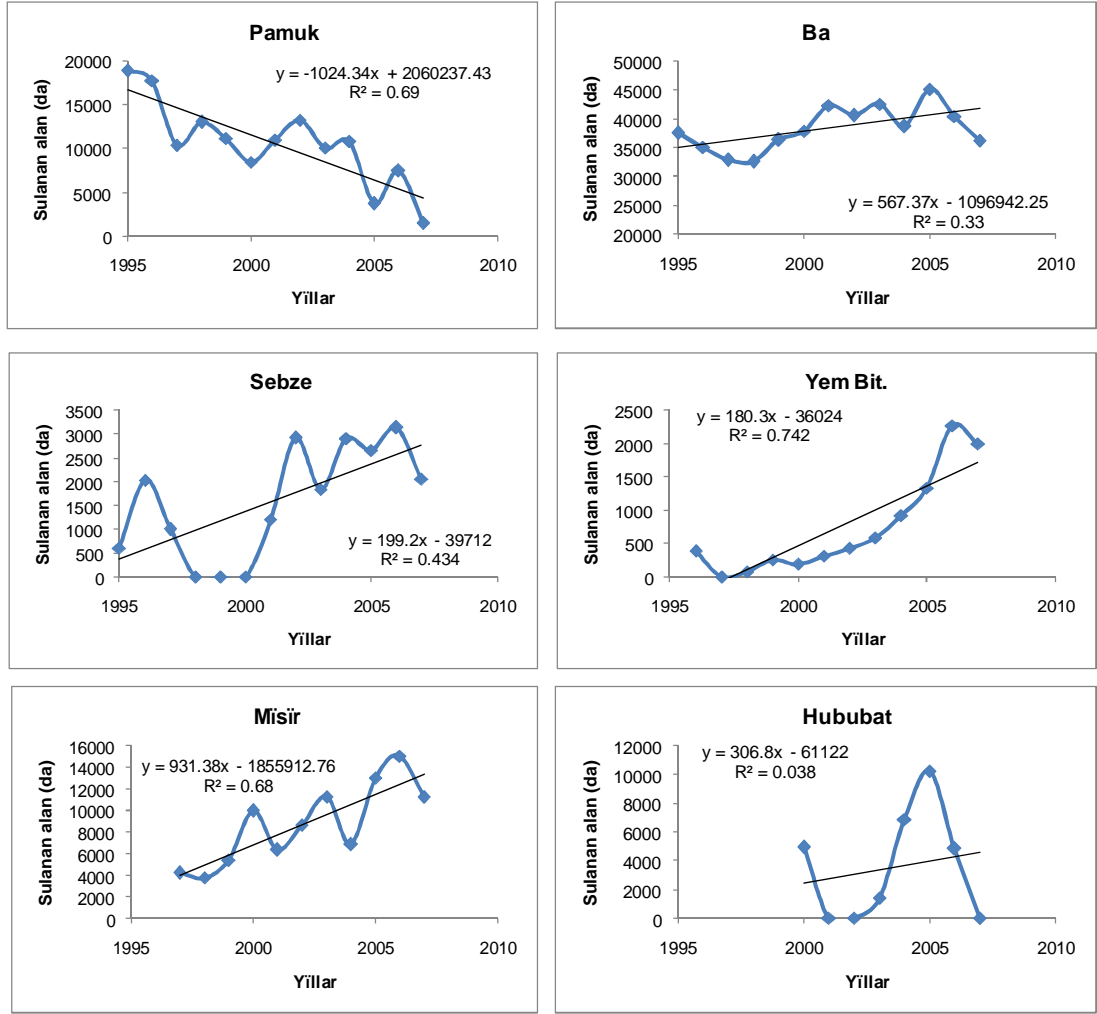 Pamuk
y = -1024.34x + 2060237.43
R² = 0.69
Sulanan alan (da)
20000
15000
10000
5000
0
1995 2000 2005 2010
Yïllar
Ba
50000
45000
40000
35000
30000
25000
20000
Sulanan alan (da)
y = 567.37x - 1096942.25
R² = 0.33
1995 2000 2005 2010
Yïllar
Sebze
3500
3000
2500
2000
1500
1000
500
0
Sulanan alan (da)
y = 199.2x - 39712
R² = 0.434
1995 2000 2005 2010
Yïllar
Yem Bit.
y = 180.3x - 36024
R² = 0.742
2500
2000
1500
1000
500
0
Sulanan alan (da)
1995 2000 2005 2010
Yïllar
Mïsïr
y = 931.38x - 1855912.76
R² = 0.68
16000
14000
12000
10000
8000
6000
4000
2000
0
Sulanan alan (da)
1995 2000 2005 2010
Yïllar
Hububat
y = 306.8x - 61122
R² = 0.038
12000
10000
8000
6000
4000
2000
0
Sulanan alan (da)
1995 2000 2005 2010
Yïllar